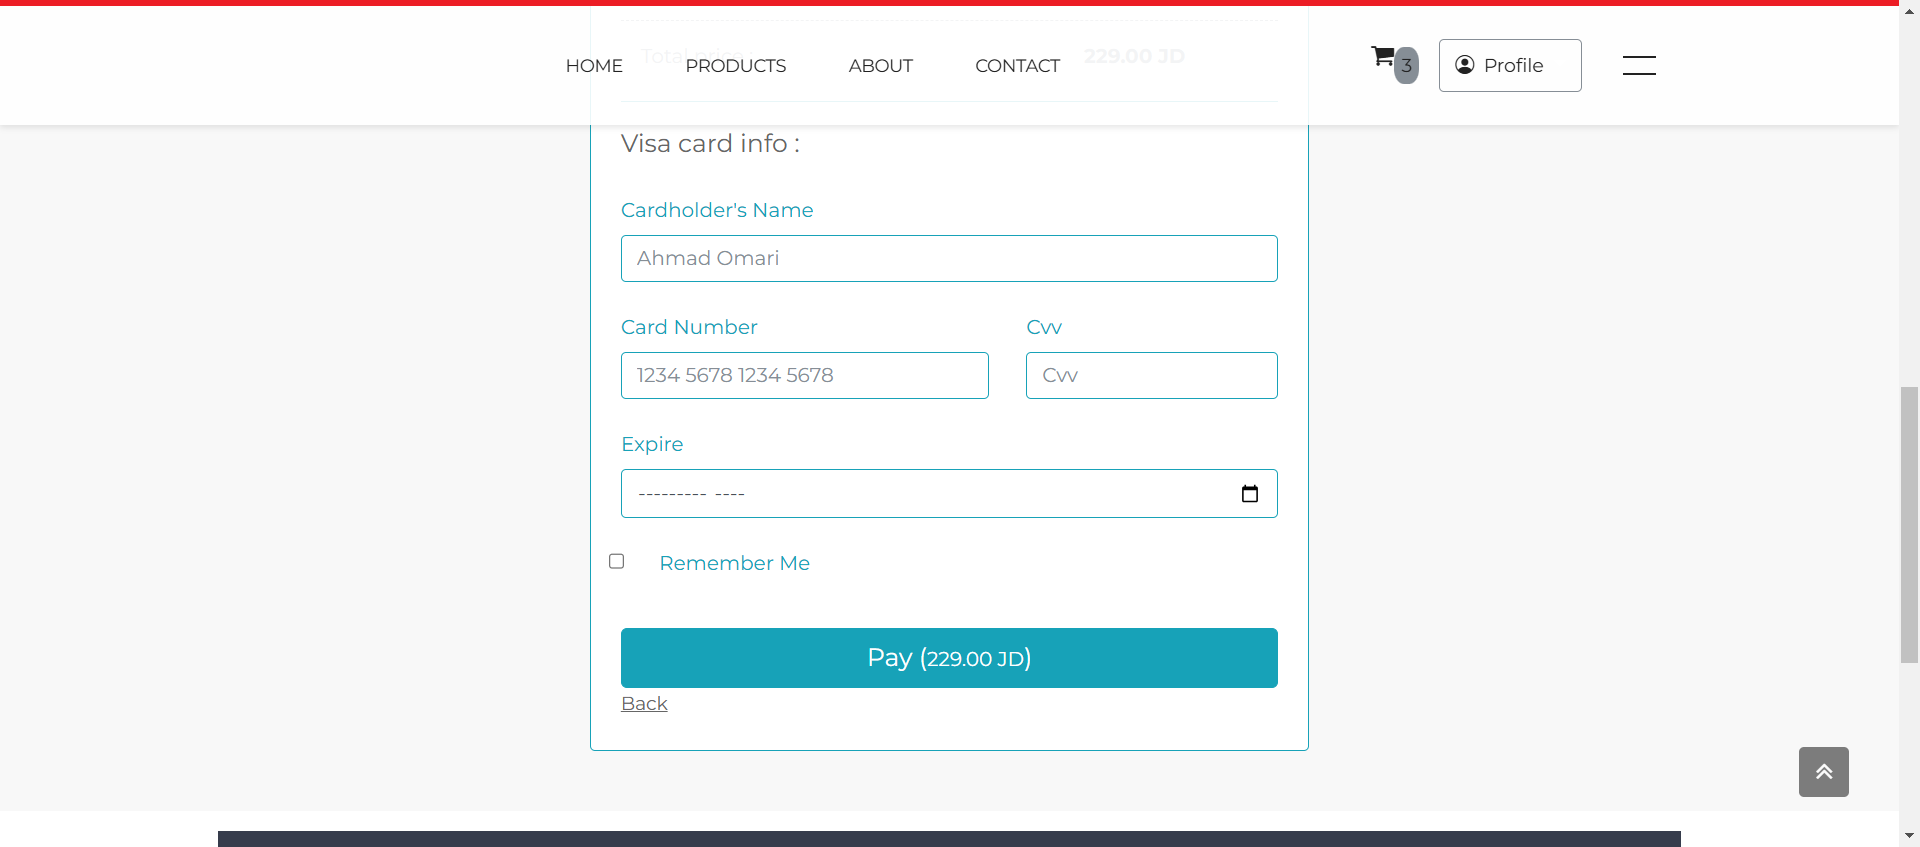 Total price :
229.00 JD
HOME
PRODUCTS
ABOUT
CONTACT
3
Profile
Visa card info :
Cardholder's Name
Ahmad Omari
Card Number
Cvv
1234 5678 1234 5678
Cvv
Expire
--------- ----
Remember Me
Pay (229.00 JD)
Back